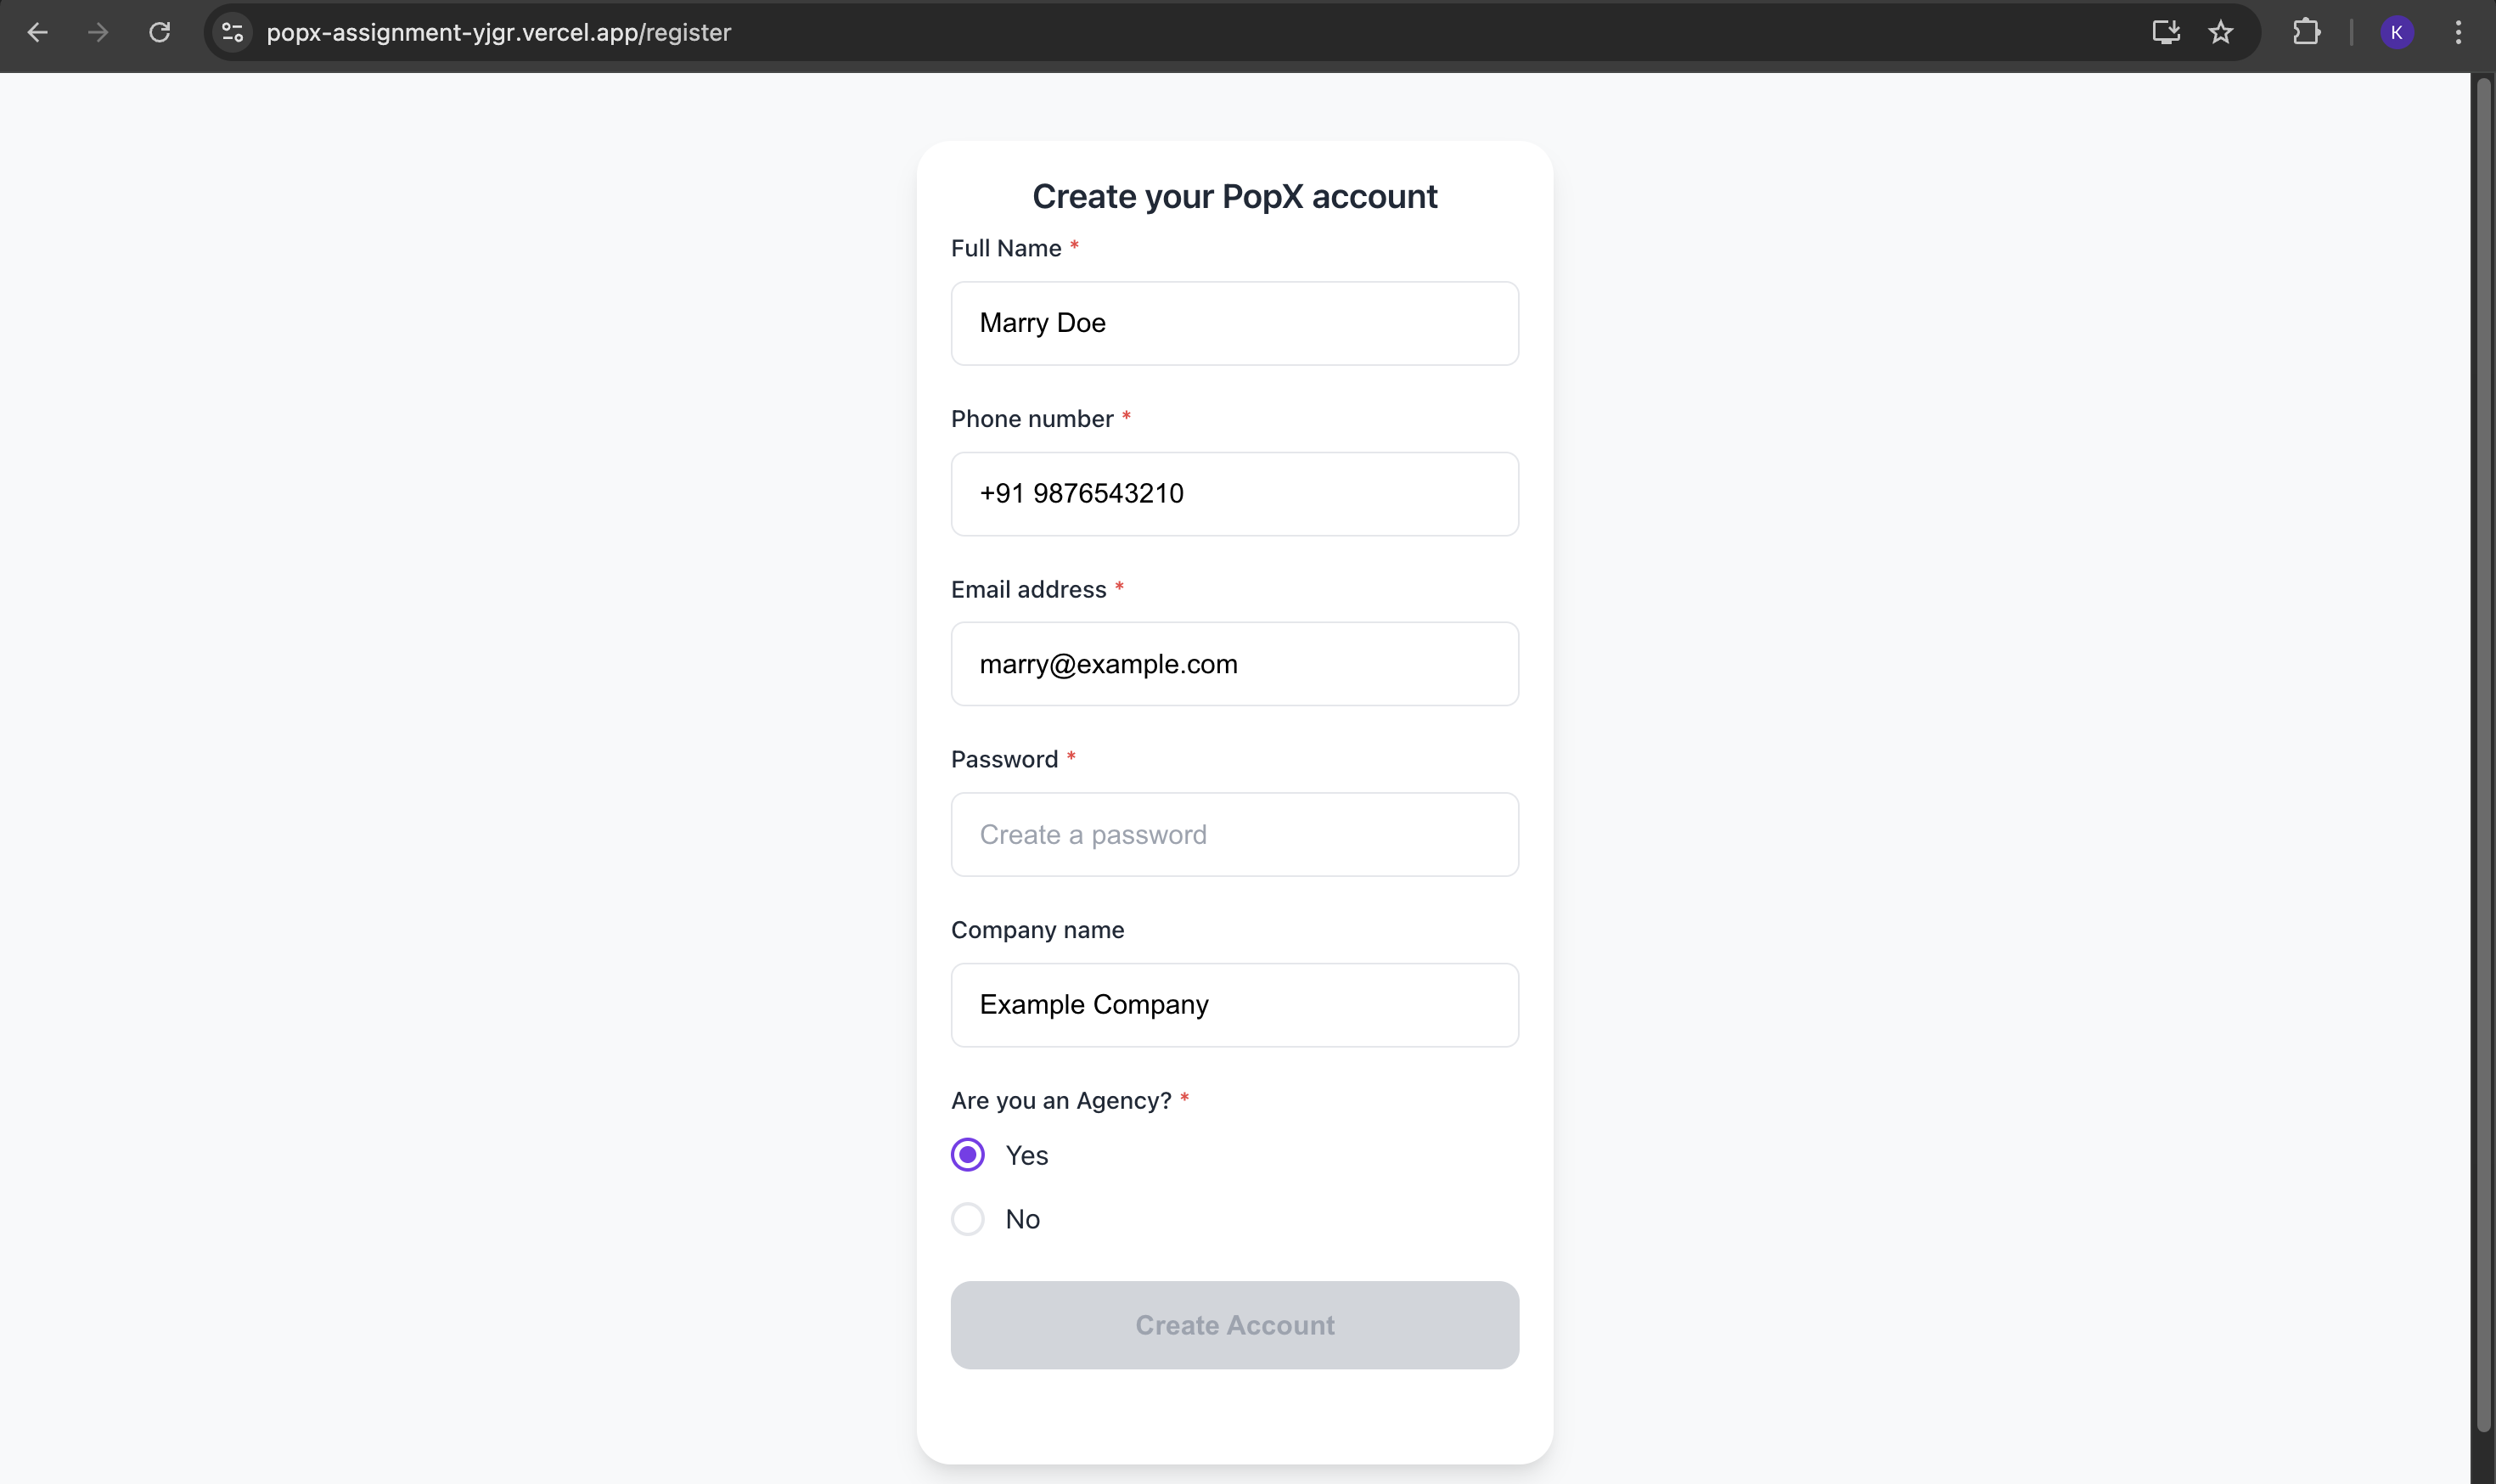 popx-assignment-yjgr.vercel.app/register
K
Create your PopX account
Full Name *
Marry Doe
Phone number *
+91 9876543210
Email address *
marry@example.com
Password *
Create a password
Company name
Example Company
Are you an Agency? *
Yes
No
Create Account